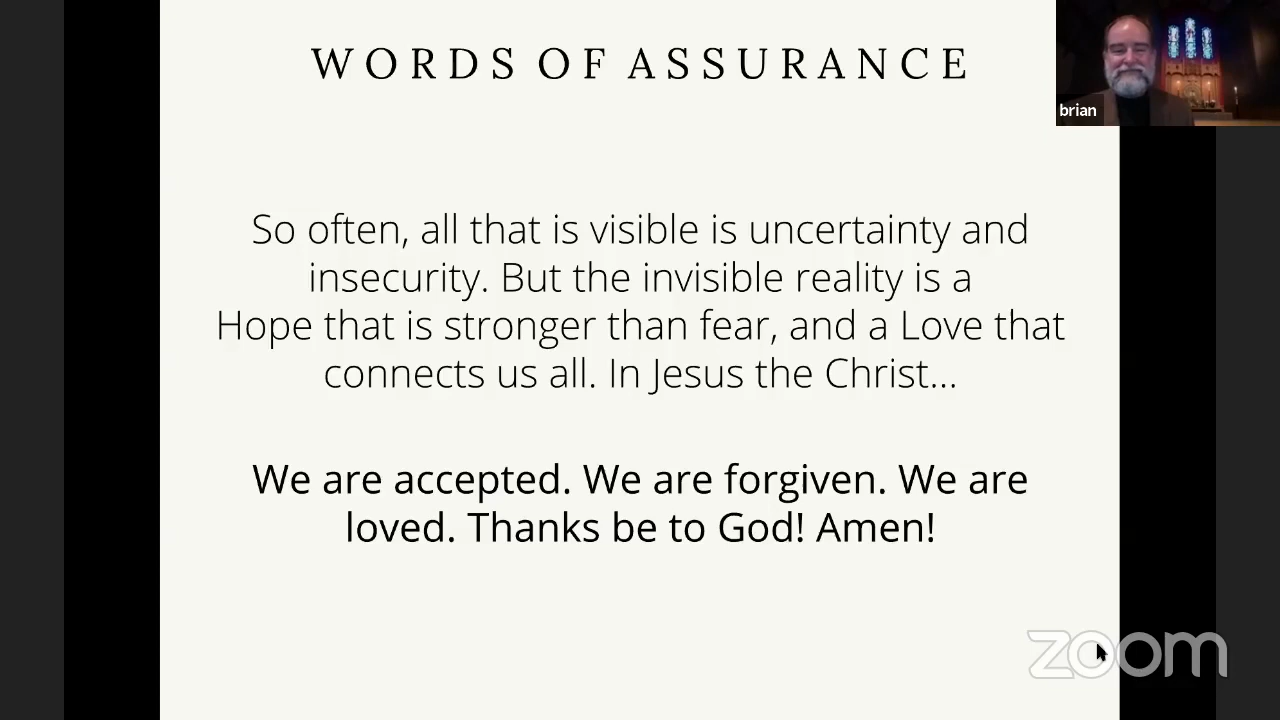 WORDS OF ASSURANCE
brian
So often, all that is visible is uncertainty and
insecurity. But the invisible reality is a
Hope that is stronger than fear, and a Love that
connects us all. In Jesus the Christ...
We are accepted. We are forgiven. We are
loved. Thanks be to God! Amen!
zoom